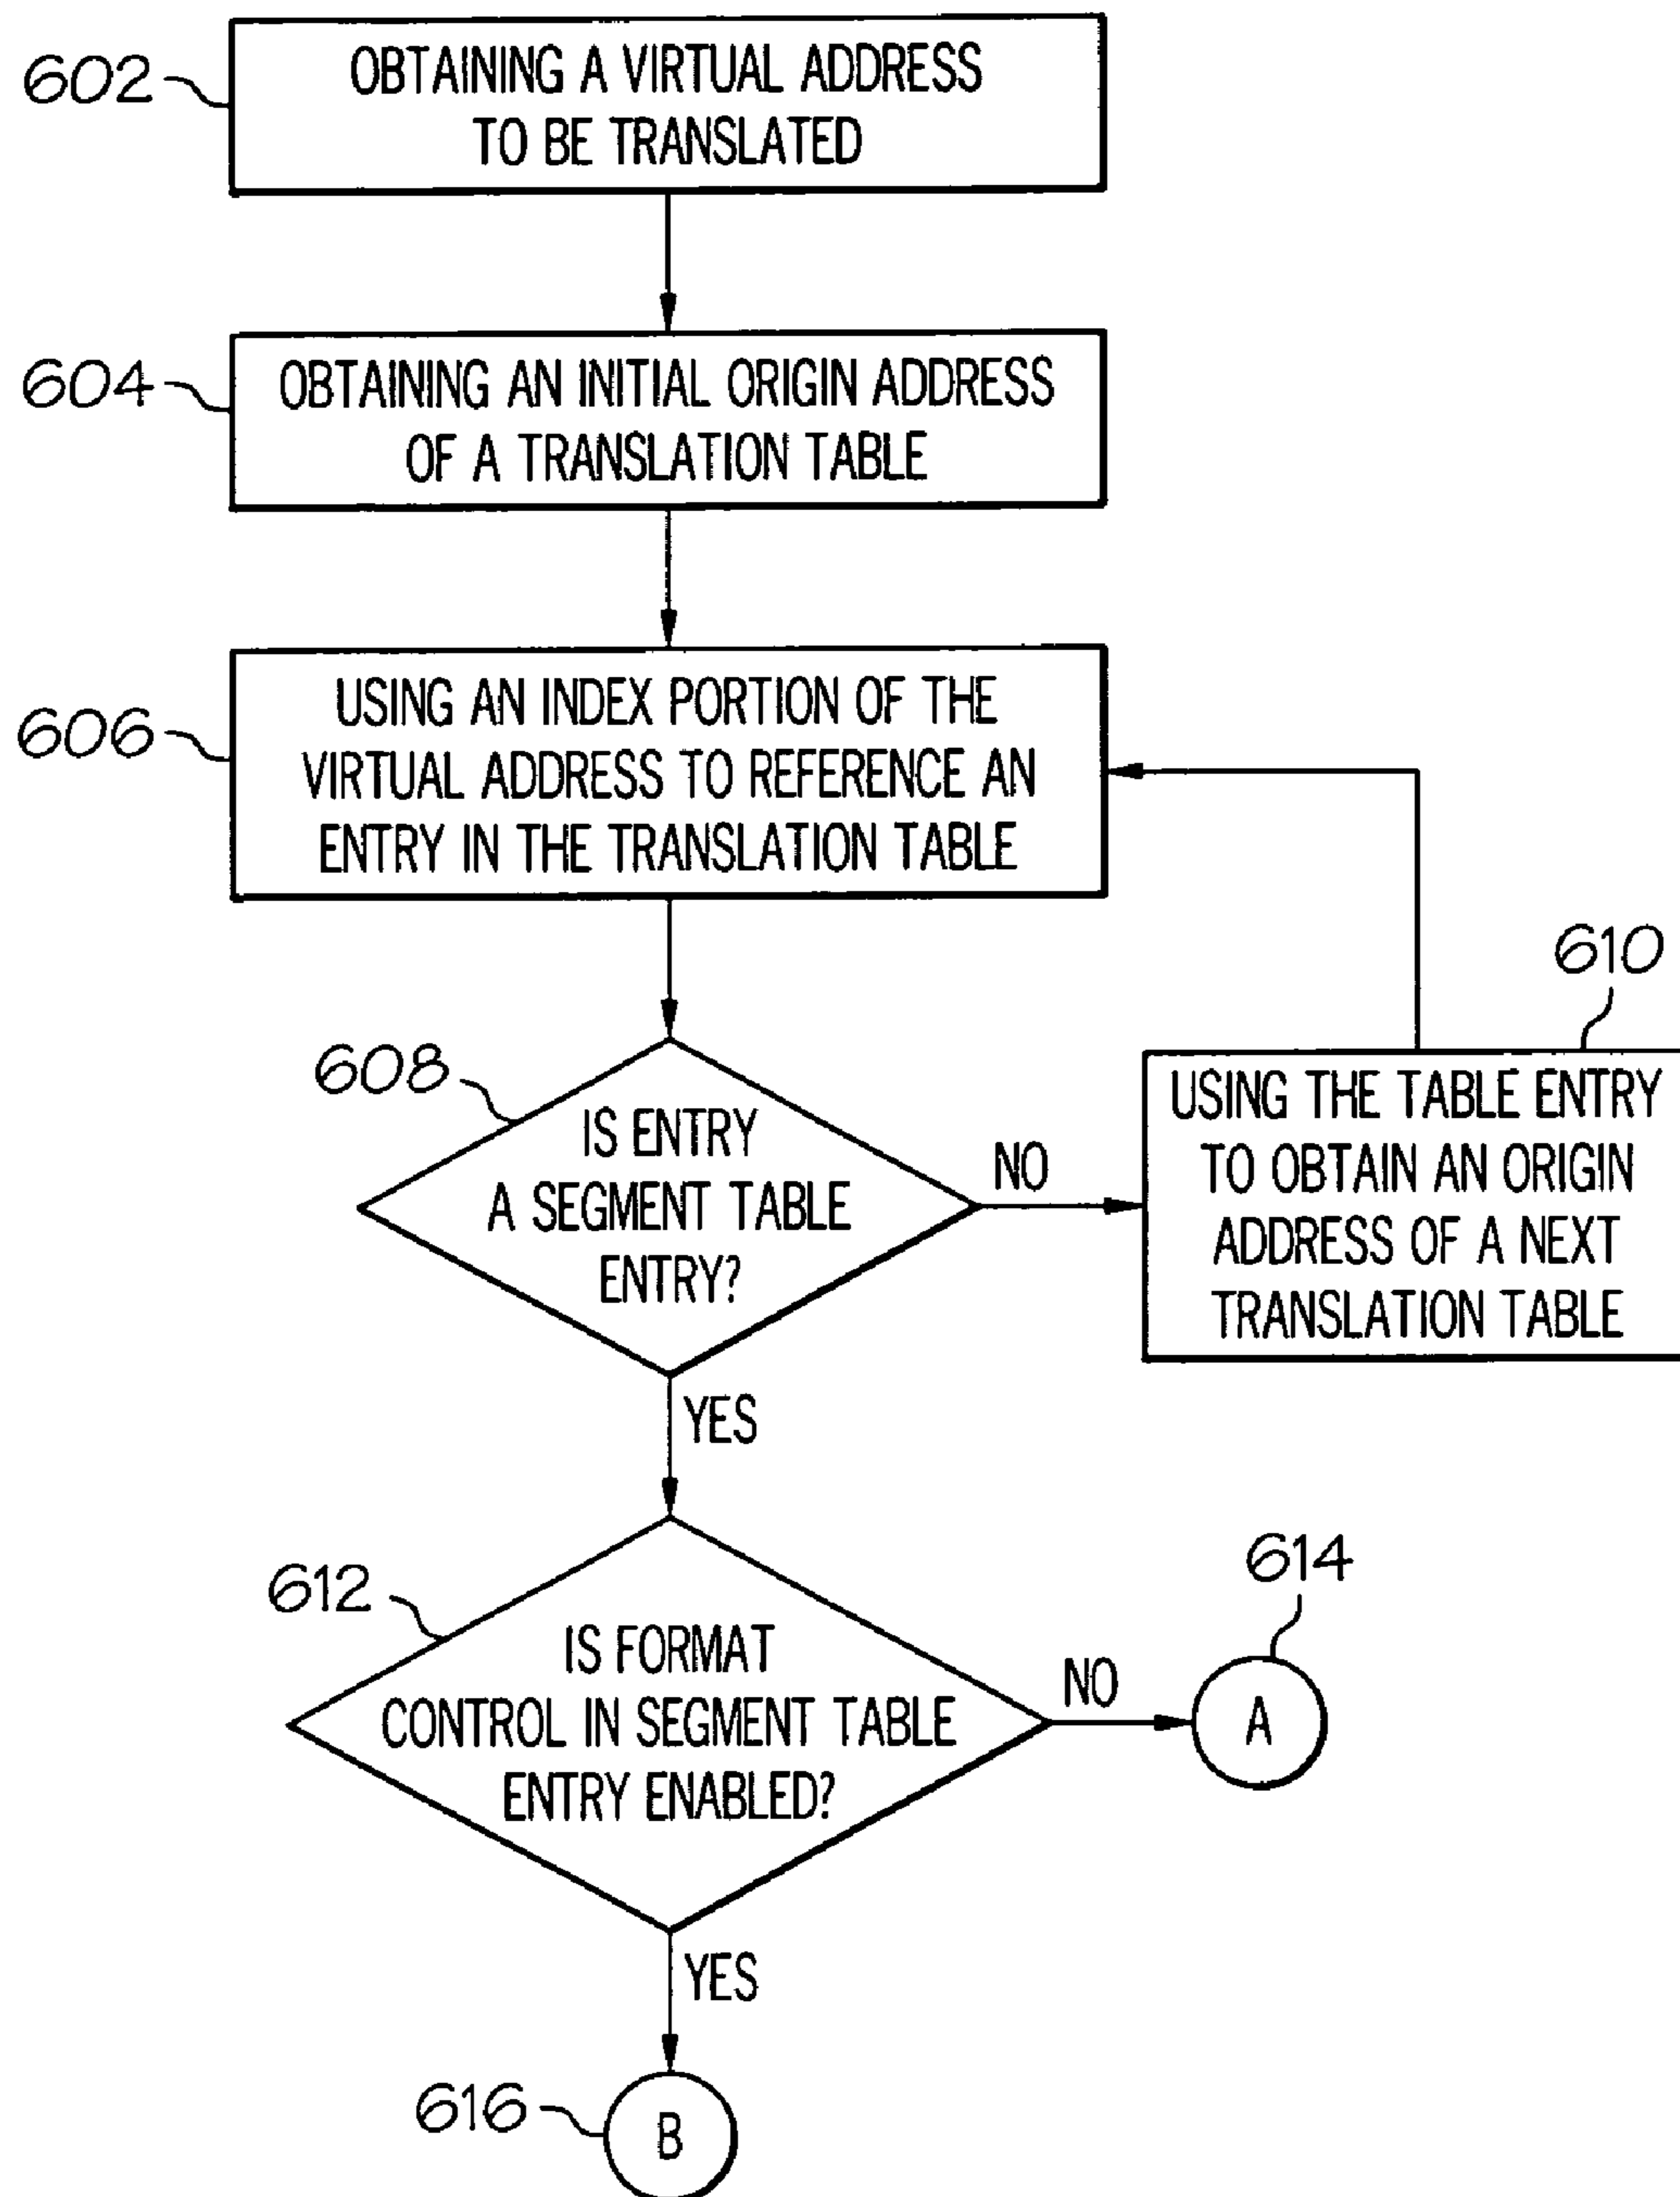 602
OBTAINING A VIRTUAL ADDRESS
TO BE TRANSLATED
604
OBTAINING AN INITIAL ORIGIN ADDRESS
OF A TRANSLATION TABLE
606
USING AN INDEX PORTION OF THE
VIRTUAL ADDRESS TO REFERENCE AN
ENTRY IN THE TRANSLATION TABLE
608
IS ENTRY
A SEGMENT TABLE
ENTRY?
NO
610
USING THE TABLE ENTRY
TO OBTAIN AN ORIGIN
ADDRESS OF A NEXT
TRANSLATION TABLE
YES
612
IS FORMAT
CONTROL IN SEGMENT TABLE
ENTRY ENABLED?
NO
614
A
YES
616
B